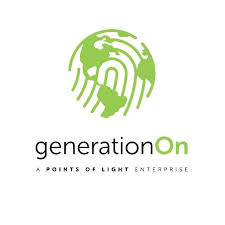 generationOn
A POINTS OF LIGHT ENTERPRISE